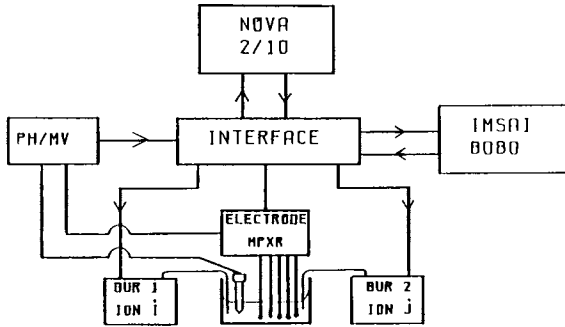 NOVA
2/10
PH/MV
INTERFACE
IMSAI
8080
ELECTRODE
MPXR
BUR 1
ION i
BUR 2
ION j